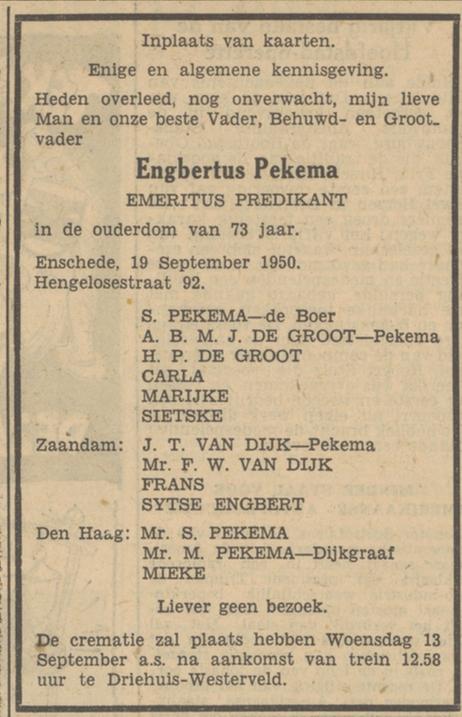 Inplaats van kaarten.
Enige en algemene kennisgeving.
Heden overleed, nog onverwacht, mijn lieve
Man en onze beste Vader, Behuwd- en Groot-
vader
Engbertus Pekema
EMERITUS PREDIKANT
in de ouderdom van 73 jaar.
Enschede, 19 September 1950.
Hengelosestraat 92.
S. PEKEMA—de Boer
A. B. M. J. DE GROOT—Pekema
H. P. DE GROOT
CARLA
MARIJKE
SIETSKE
Zaandam: J. T. VAN DIJK—Pekema
Mr. F. W. VAN DIJK
FRANS
SYTSE ENGBERT
Den Haag: Mr. S. PEKEMA
Mr. M. PEKEMA—Dijkgraaf
MIEKE
Liever geen bezoek.
De crematie zal plaats hebben Woensdag 13
September a.s. na aankomst van trein 12.58
uur te Driehuis-Westerveld.